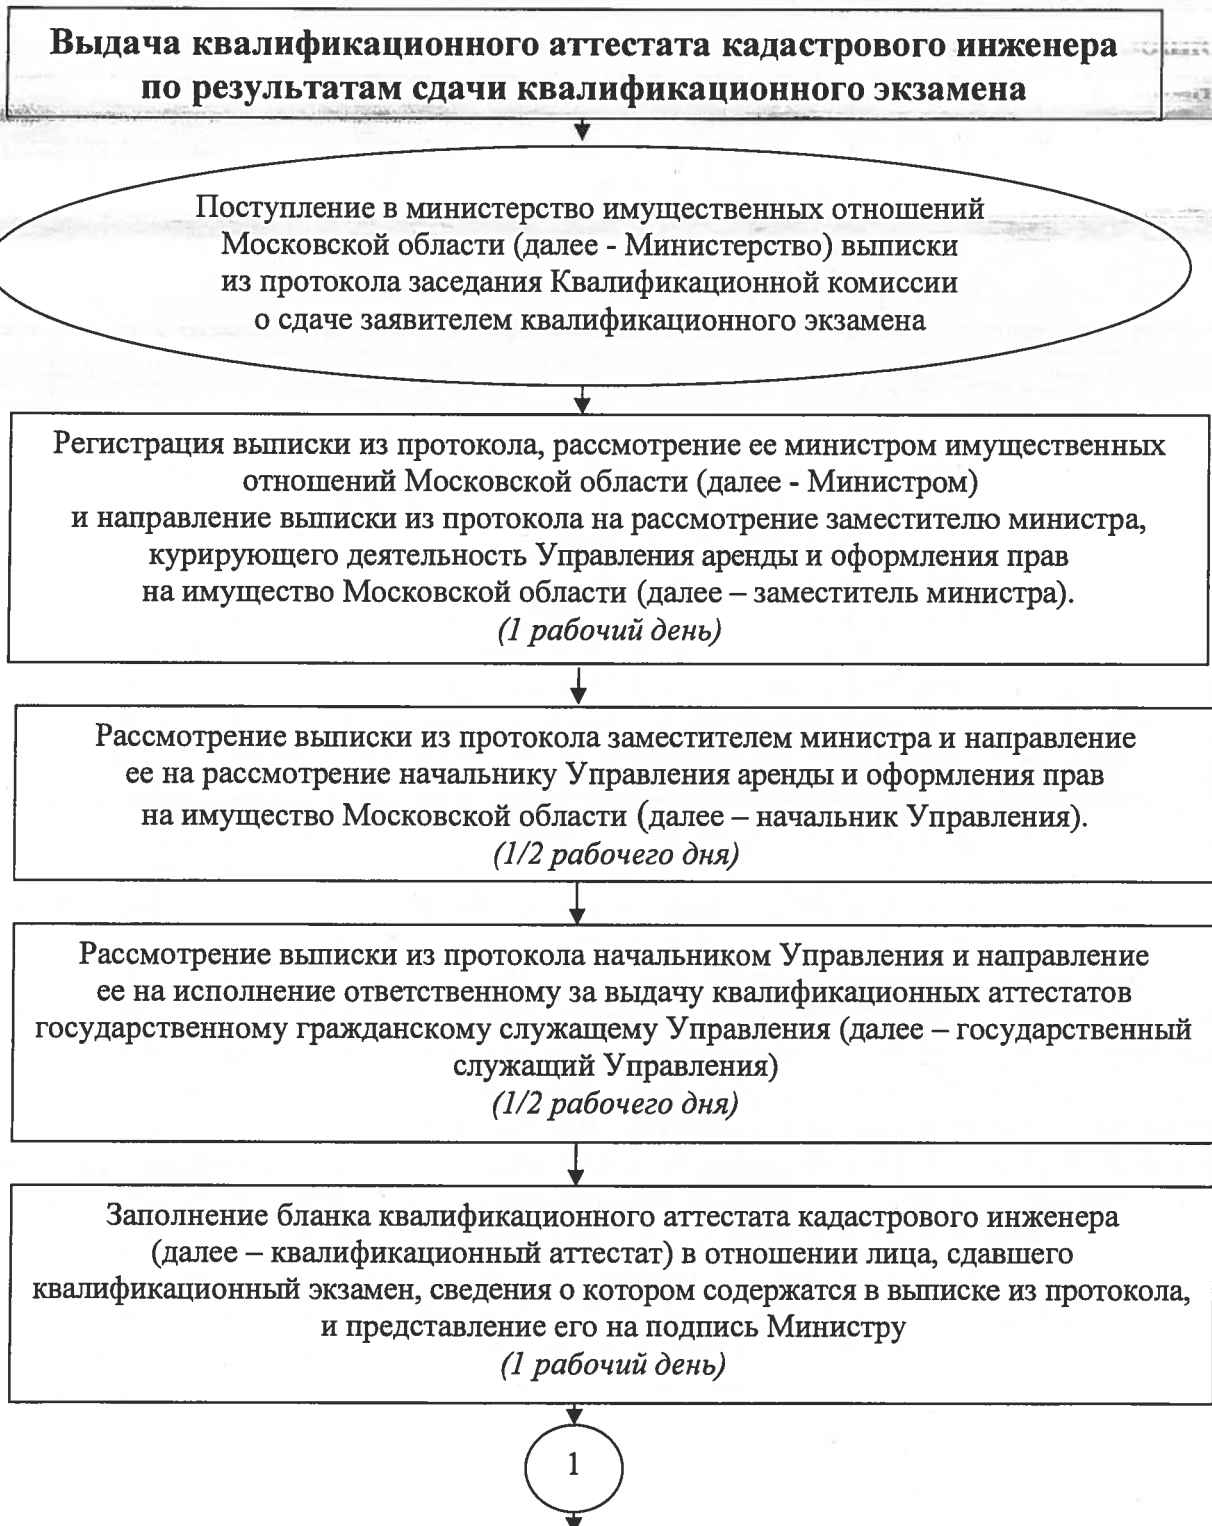 Выдача квалификационного аттестата кадастрового инженера
по результатам сдачи квалификационного экзамена
Поступление в министерство имущественных отношений
Московской области (далее - Министерство) выписки
из протокола заседания Квалификационной комиссии
о сдаче заявителем квалификационного экзамена
Регистрация выписки из протокола, рассмотрение ее министром имущественных
отношений Московской области (далее - Министром)
и направление выписки из протокола на рассмотрение заместителю министра,
курирующего деятельность Управления аренды и оформления прав
на имущество Московской области (далее – заместитель министра).
(1 рабочий день)
Рассмотрение выписки из протокола заместителем министра и направление
ее на рассмотрение начальнику Управления аренды и оформления прав
на имущество Московской области (далее – начальник Управления).
(1/2 рабочего дня)
Рассмотрение выписки из протокола начальником Управления и направление
ее на исполнение ответственному за выдачу квалификационных аттестатов
государственному гражданскому служащему Управления (далее – государственный
служащий Управления)
(1/2 рабочего дня)
Заполнение бланка квалификационного аттестата кадастрового инженера
(далее – квалификационный аттестат) в отношении лица, сдавшего
квалификационный экзамен, сведения о котором содержатся в выписке из протокола,
и представление его на подпись Министру
(1 рабочий день)
1